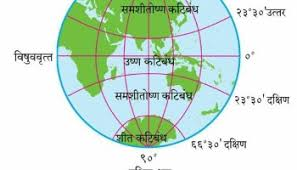 समशीतोष्ण कटिबंध
२३°३०' उत्तर
विषुववृत्त
उष्ण कटिबंध
०°
समशीतोष्ण कटिबंध
२३°३०' दक्षिण
शीत कटिबंध
६६°३०' दक्षिण
९०°